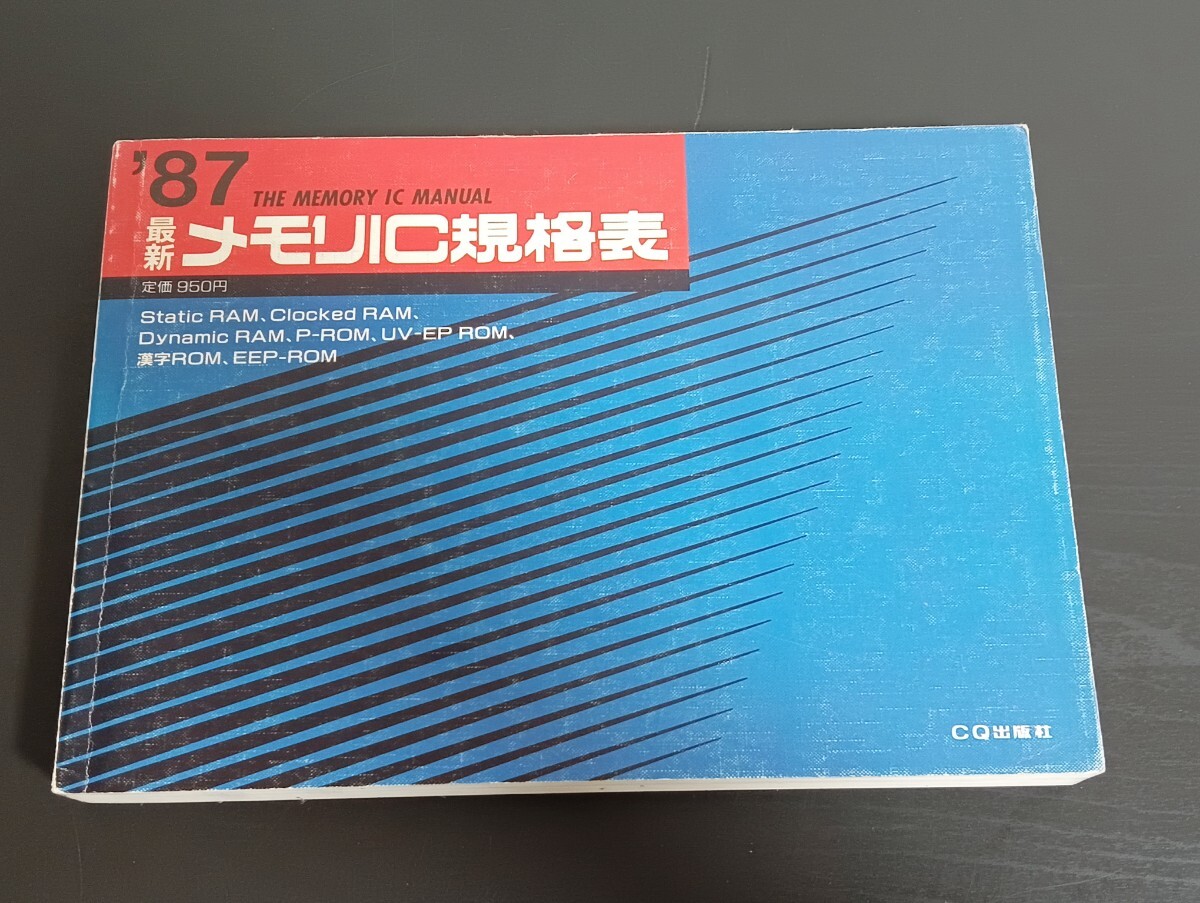 '87 THE MEMORY IC MANUAL
最新 メモリIC規格表
定価 950円
Static RAM、Clocked RAM、
Dynamic RAM、P-ROM、UV-EP ROM、
漢字ROM、EEP-ROM
CQ出版社